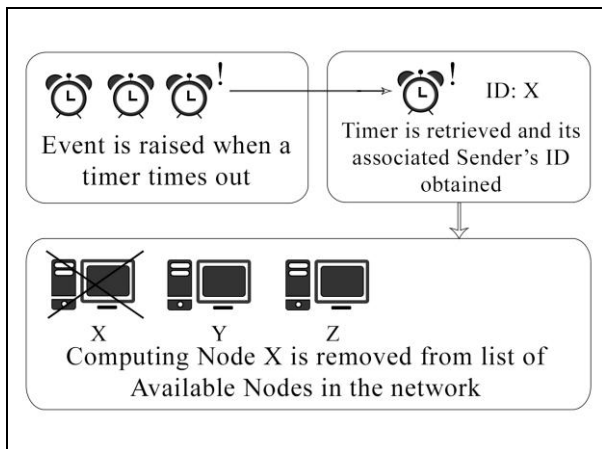 !
Event is raised when a
timer times out
! ID: X
Timer is retrieved and its
associated Sender's ID
obtained
X Y Z
Computing Node X is removed from list of
Available Nodes in the network